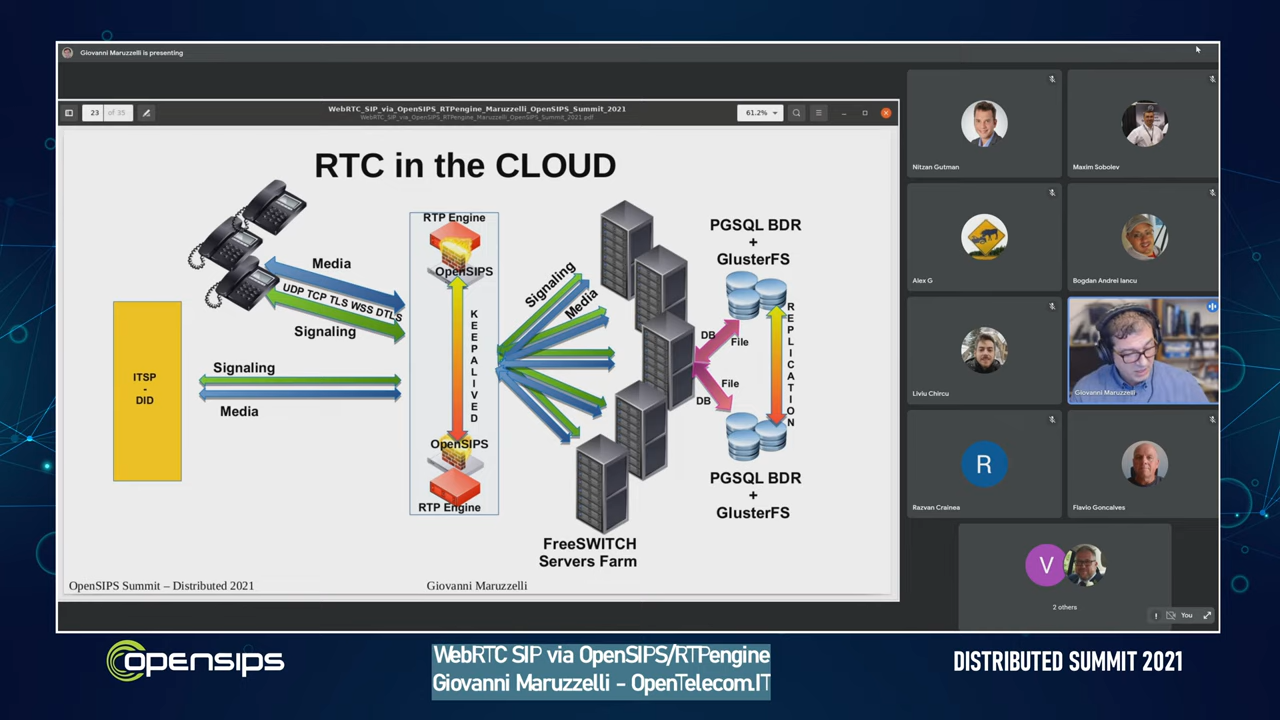 Giovanni Maruzzelli is presenting
23 of 35
WebRTC_SIP_via_OpenSIPS_RTPengine_Maruzzelli_OpenSIPS_Summit_2021
WebRTC_SIP_via_OpenSIPS_RTPengine_Maruzzelli_OpenSIPS_Summit_2021.pdf
61.2%
RTC in the CLOUD
Media
UDP TCP TLS WSS DTLS
Signaling
ITSP
-
DID
Signaling
Media
RTP Engine
OpenSIPS
KEEPALIVED
OpenSIPS
RTP Engine
Signaling
Media
FreeSWITCH
Servers Farm
PGSQL BDR
+
GlusterFS
DB
File
File
DB
REPLICATION
PGSQL BDR
+
GlusterFS
OpenSIPS Summit – Distributed 2021
Giovanni Maruzzelli
Nitzan Gutman
Maxim Sobolev
Alex G
Bogdan Andrei Iancu
Liviu Chircu
Giovanni Maruzzelli
R
Razvan Crainea
Flavio Goncalves
V
2 others
You
opensips
WebRTC SIP via OpenSIPS/RTPengine
Giovanni Maruzzelli - OpenTelecom.IT
DISTRIBUTED SUMMIT 2021